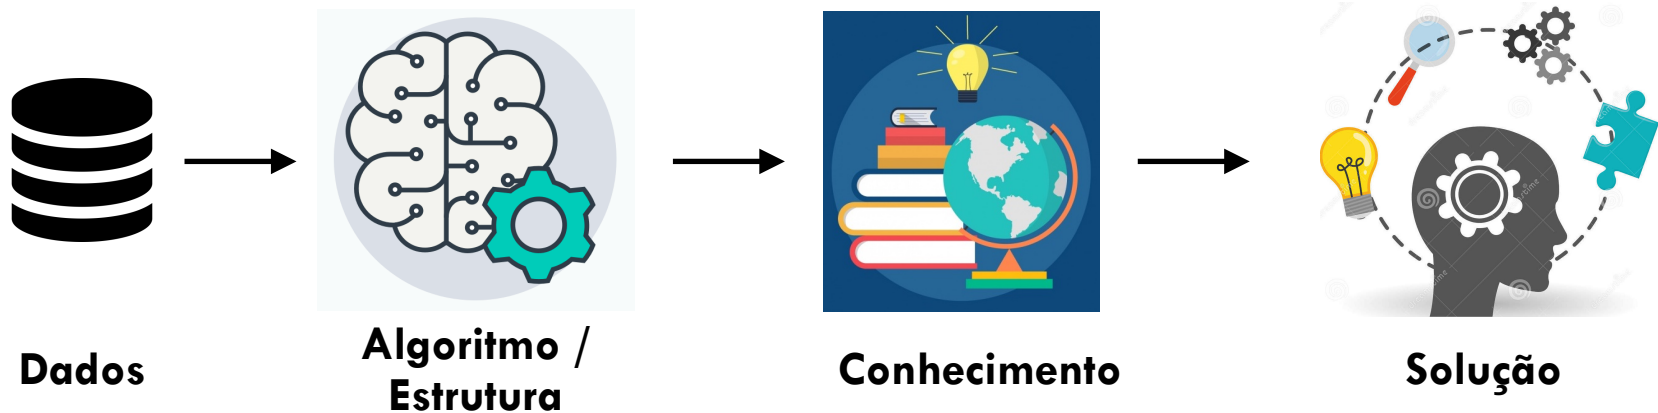 Dados
Algoritmo /
Estrutura
Conhecimento
Solução